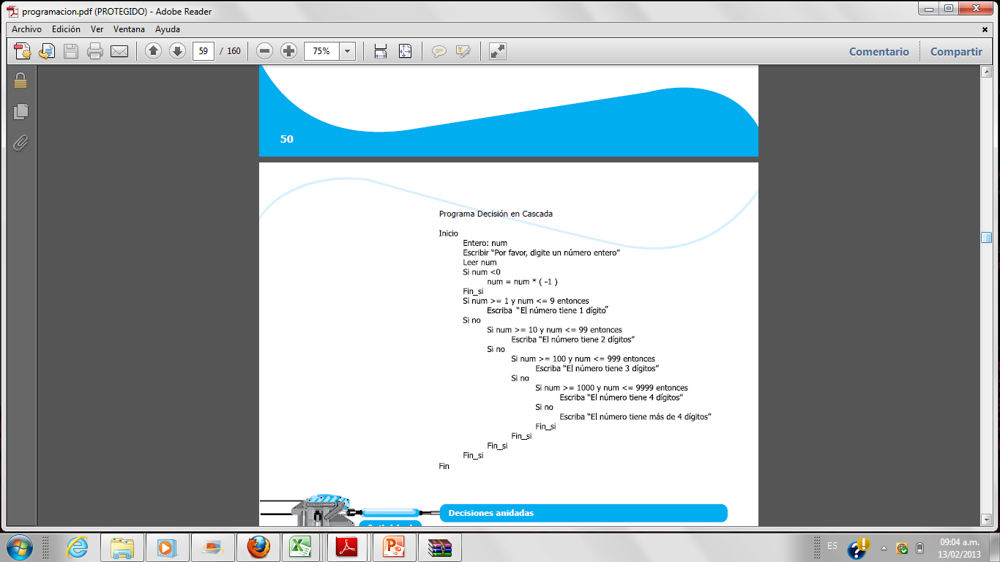 programacion.pdf (PROTEGIDO) - Adobe Reader
Archivo Edición Ver Ventana Ayuda
59 / 160 75% Comentario Compartir
50
Programa Decisión en Cascada
Inicio
Entero: num
Escribir “Por favor, digite un número entero”
Leer num
Si num <0
num = num * ( -1 )
Fin_si
Si num >= 1 y num <= 9 entonces
Escriba “El número tiene 1 dígito”
Si no
Si num >= 10 y num <= 99 entonces
Escriba “El número tiene 2 dígitos”
Si no
Si num >= 100 y num <= 999 entonces
Escriba “El número tiene 3 dígitos”
Si no
Si num >= 1000 y num <= 9999 entonces
Escriba “El número tiene 4 dígitos”
Si no
Escriba “El número tiene más de 4 dígitos”
Fin_si
Fin_si
Fin_si
Fin_si
Fin
Decisiones anidadas
ES 09:04 a.m.
13/02/2013